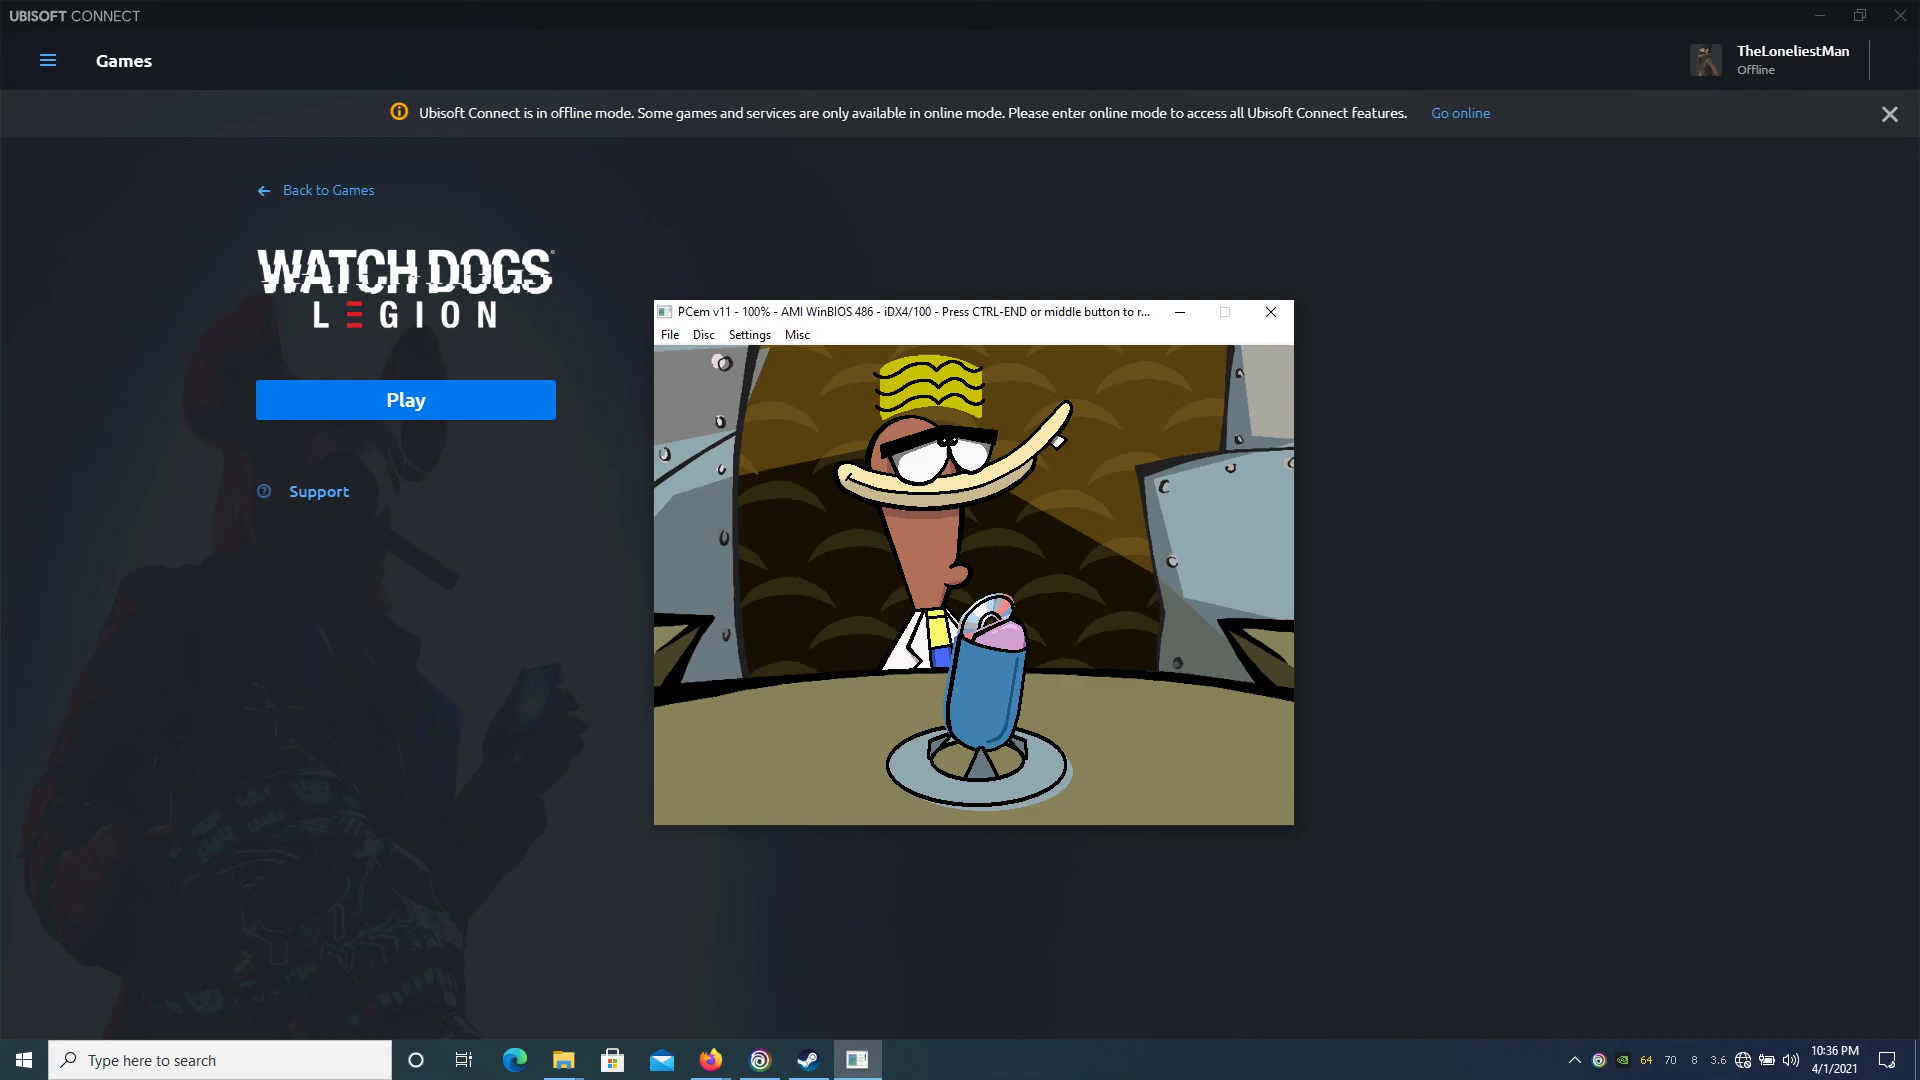 UBISOFT CONNECT
Games
TheLoneliestMan
Offline
Ubisoft Connect is in offline mode. Some games and services are only available in online mode. Please enter online mode to access all Ubisoft Connect features. Go online
Back to Games
WATCH DOGS
LEGION
Play
Support
PCem v11 - 100% - AMI WinBIOS 486 - iDX4/100 - Press CTRL-END or middle button to r...
File Disc Settings Misc
Type here to search
64 70 8 3.6
10:36 PM
4/1/2021